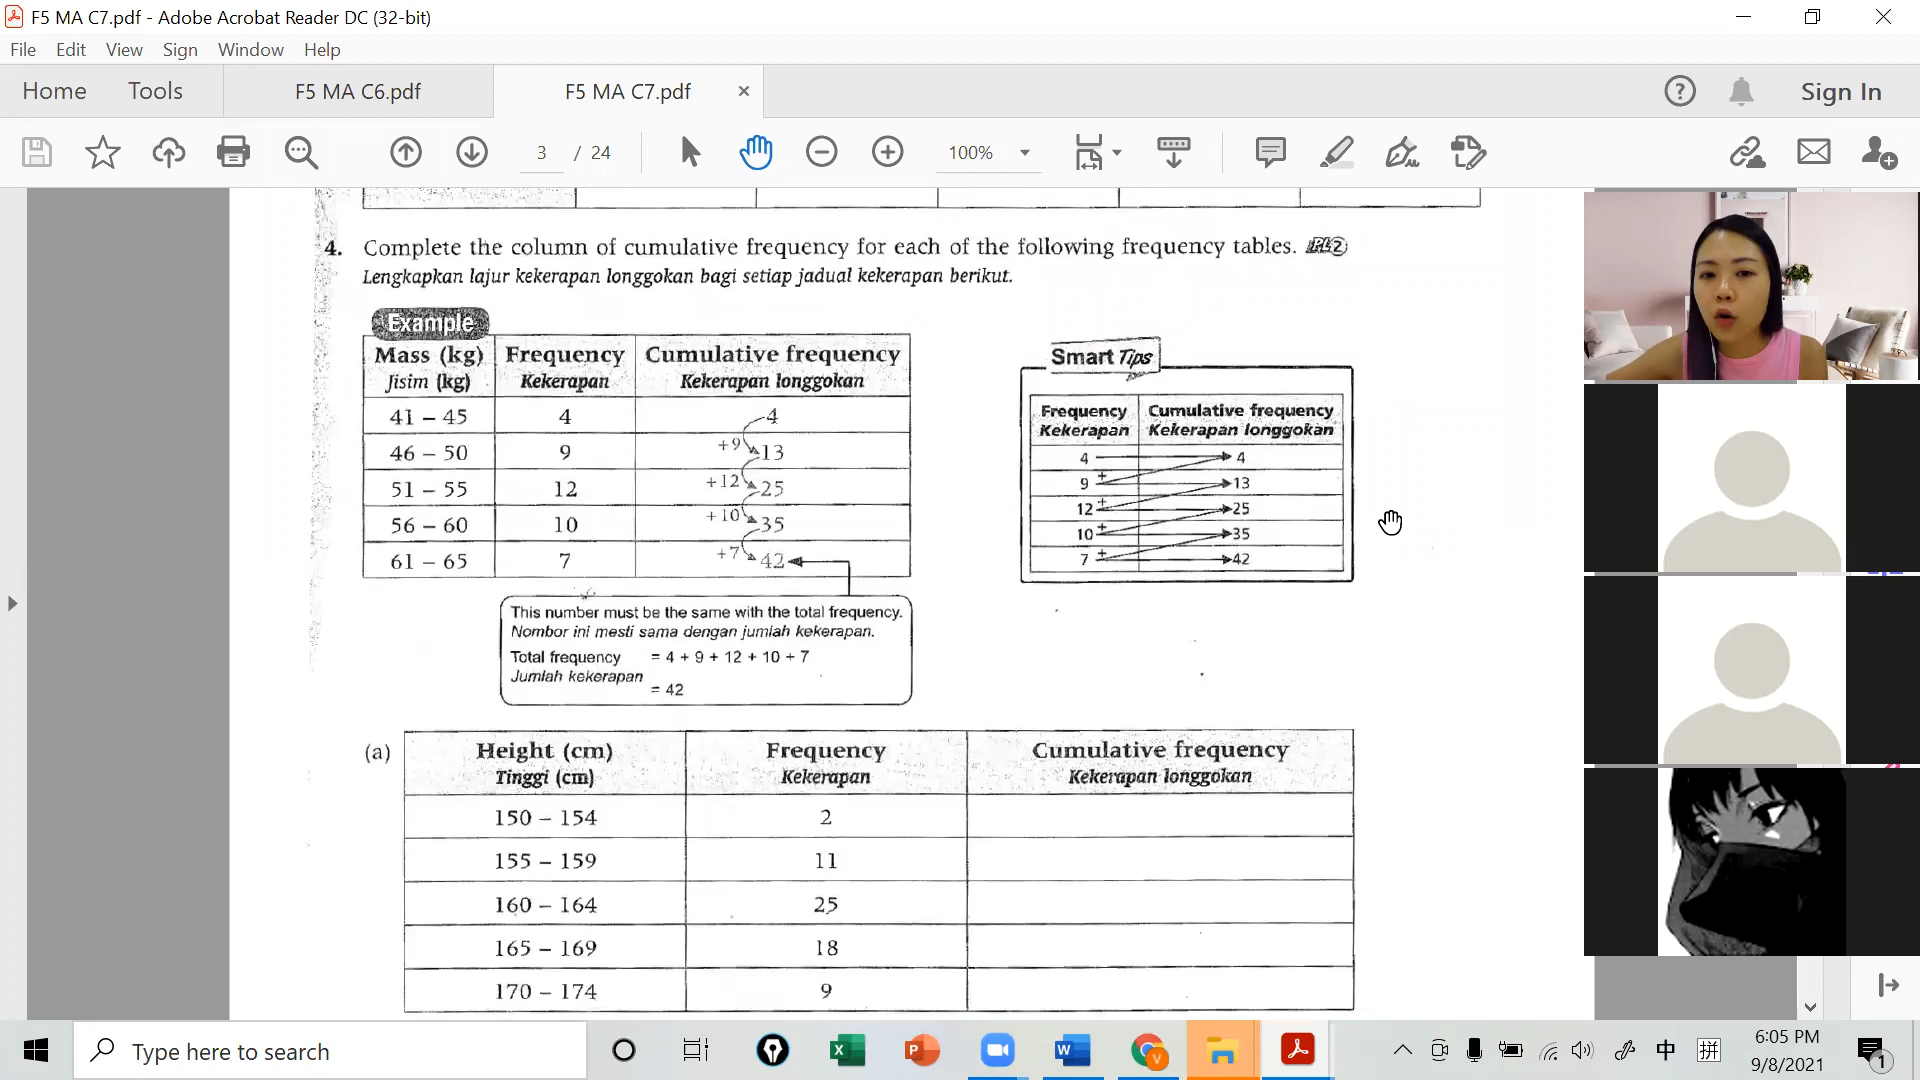 F5 MA C7.pdf - Adobe Acrobat Reader DC (32-bit)
File Edit View Sign Window Help
Home Tools F5 MA C6.pdf F5 MA C7.pdf × Sign In
3 / 24 100%
4. Complete the column of cumulative frequency for each of the following frequency tables. PL2
Lengkapkan lajur kekerapan longgokan bagi setiap jadual kekerapan berikut.
Example
Mass (kg) Frequency Cumulative frequency
Jisim (kg) Kekerapan Kekerapan longgokan
41 – 45 4 4
46 – 50 9 +9 13
51 – 55 12 +12 25
56 – 60 10 +10 35
61 – 65 7 +7 42
This number must be the same with the total frequency.
Nombor ini mesti sama dengan jumlah kekerapan.
Total frequency = 4 + 9 + 12 + 10 + 7
Jumlah kekerapan
= 42
Smart Tips
Frequency Cumulative frequency
Kekerapan Kekerapan longgokan
4 4
9 + 13
12 + 25
10 + 35
7 + 42
(a) Height (cm) Frequency Cumulative frequency
Tinggi (cm) Kekerapan Kekerapan longgokan
150 – 154 2
155 – 159 11
160 – 164 25
165 – 169 18
170 – 174 9
Type here to search
中 拼
6:05 PM
9/8/2021
1